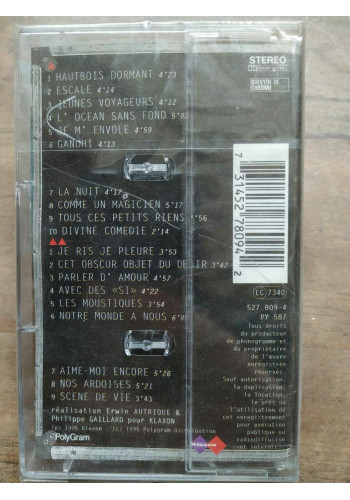 1 HAUTBOIS DORMANT 4"23
2 ESCALE 4"14
3 JEUNES VOYAGEURS 4"12
4 L' OCEAN SANS FOND 5"02
5 JE M' ENVOLE 4"59
6 GANDHI 4"13
7 LA NUIT 4"17
8 COMME UN MAGICIEN 5"17
9 TOUS CES PETITS RIENS "56
10 DIVINE COMEDIE 2"14
1 JE RIS JE PLEURE 3"53
2 CET OBSCUR OBJET DU DESIR 3"42
3 PARLER D' AMOUR 4"57
4 AVEC DES «SI» 4"22
5 LES MOUSTIQUES 3"54
6 NOTRE MONDE A NOUS
7 AIME-MOI ENCORE 5"26
8 NOS ARDOISES 5"21
9 SCENE DE VIE 3"43
réalisation Erwin AUTRIQUE &
Philippe GAILLARD pour KLAXON
(p) 1995 Klaxon (c) 1995 Polygram Distribution
PolyGram
STEREO
7 31452 78094 2
LC 7340
527 809-4
PY 587
Tous droits
du producteur
de phonogramme et
du propriétaire
de l'œuvre
enregistrée
réservés.
Sauf autorisation,
la duplication,
la location,
le prêt ou
l'utilisation de
cet enregistrement
pour exécution
publique ou
radiodiffusion
sont interdits.